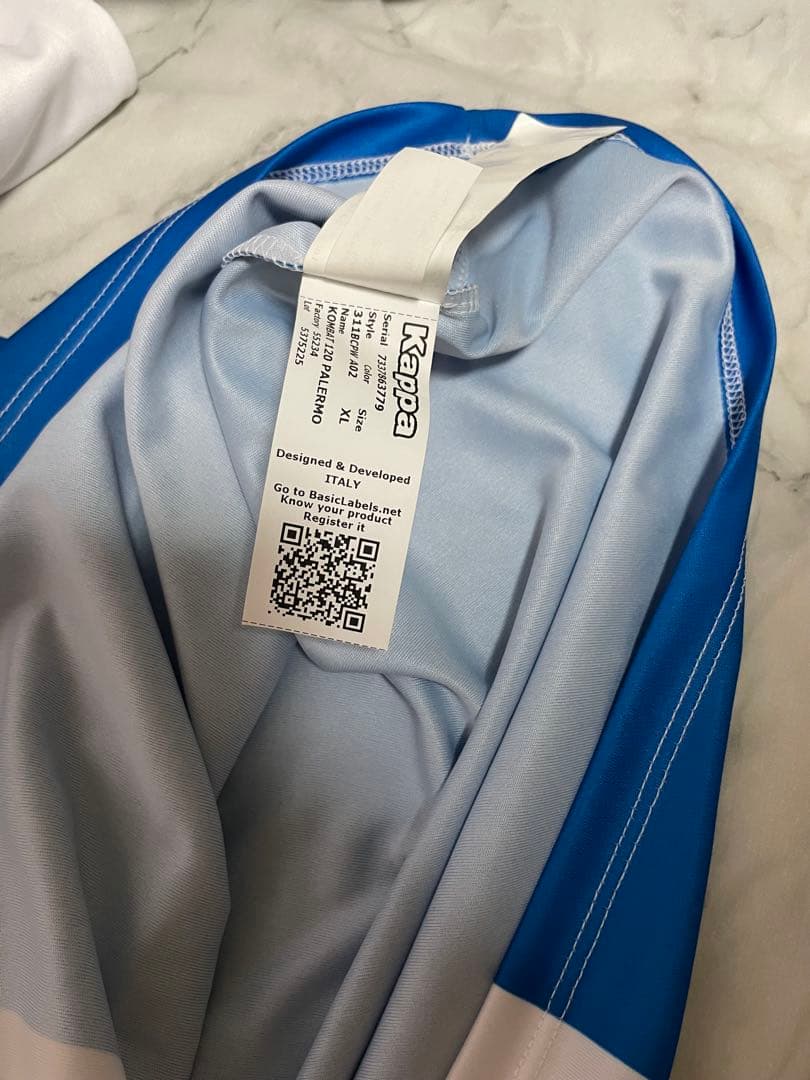 Kappa
Serial 7337863779
Style Color Size
311BCPW A02 XL
Name
KOMBAT 120 PALERMO
Factory 55234
Lot 5375225
Designed & Developed
ITALY
Go to BasicLabels.net
Know your product
Register it